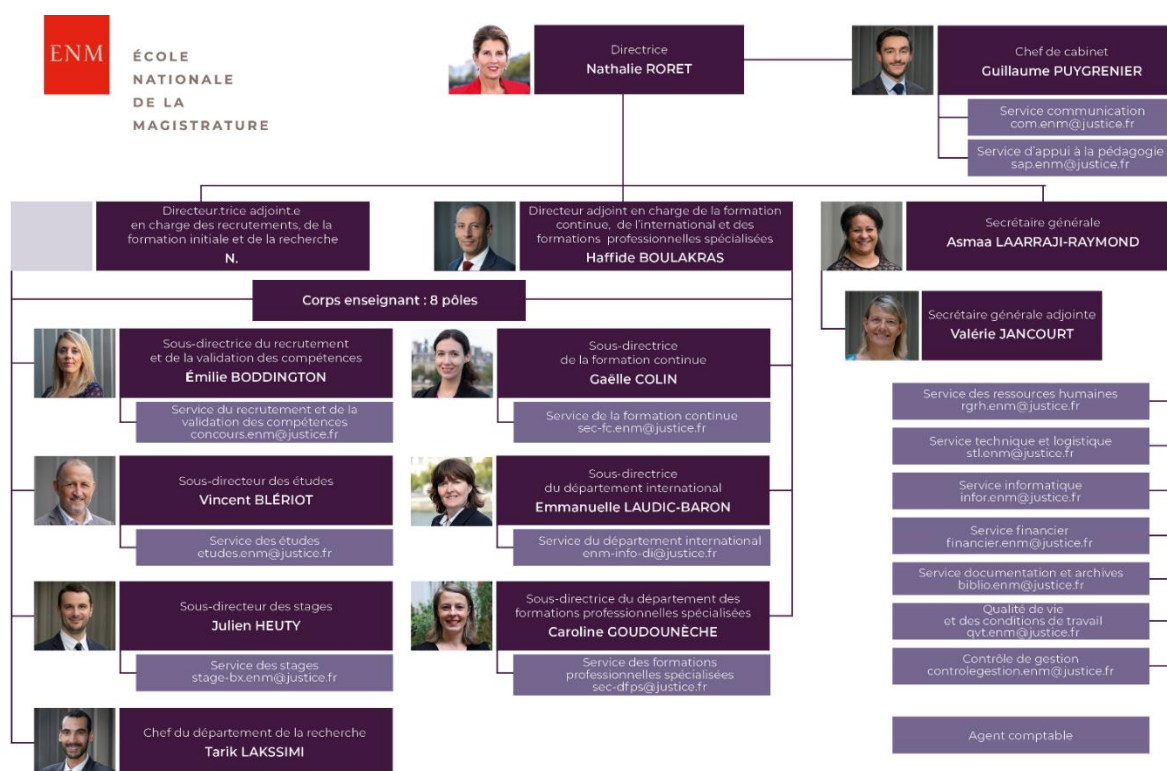 ENM
ÉCOLE
NATIONALE
DE LA
MAGISTRATURE
Directrice
Nathalie RORET
Chef de cabinet
Guillaume PUYGRENIER
Service communication
com.enm@justice.fr
Service d'appui à la pédagogie
sap.enm@justice.fr
Directeur.trice adjoint.e
en charge des recrutements, de la
formation initiale et de la recherche
N.
Directeur adjoint en charge de la formation
continue, de l'international et des
formations professionnelles spécialisées
Haffide BOULAKRAS
Secrétaire générale
Asmaa LAARRAJI-RAYMOND
Corps enseignant : 8 pôles
Secrétaire générale adjointe
Valérie JANCOURT
Sous-directrice du recrutement
et de la validation des compétences
Émilie BODDINGTON
Service du recrutement et de la
validation des compétences
concours.enm@justice.fr
Sous-directrice
de la formation continue
Gaëlle COLIN
Service de la formation continue
sec-fc.enm@justice.fr
Sous-directeur des études
Vincent BLÉRIOT
Service des études
etudes.enm@justice.fr
Sous-directrice
du département international
Emmanuelle LAUDIC-BARON
Service du département international
enm-info-di@justice.fr
Sous-directeur des stages
Julien HEUTY
Service des stages
stage-bx.enm@justice.fr
Sous-directrice du département des
formations professionnelles spécialisées
Caroline GOUDOUNÈCHE
Service des formations
professionnelles spécialisées
sec-dfps@justice.fr
Chef du département de la recherche
Tarik LAKSSIMI
Service des ressources humaines
rgrh.enm@justice.fr
Service technique et logistique
stl.enm@justice.fr
Service informatique
infor.enm@justice.fr
Service financier
financier.enm@justice.fr
Service documentation et archives
biblio.enm@justice.fr
Qualité de vie
et des conditions de travail
qvt.enm@justice.fr
Contrôle de gestion
controlegestion.enm@justice.fr
Agent comptable